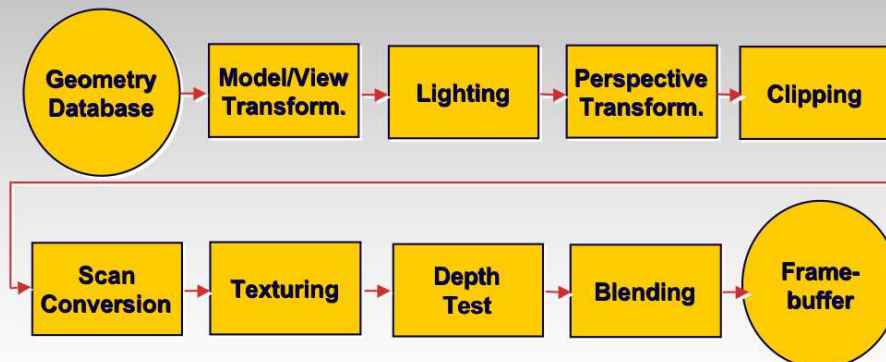 Geometry
Database
Model/View
Transform.
Lighting
Perspective
Transform.
Clipping
Scan
Conversion
Texturing
Depth
Test
Blending
Frame-
buffer